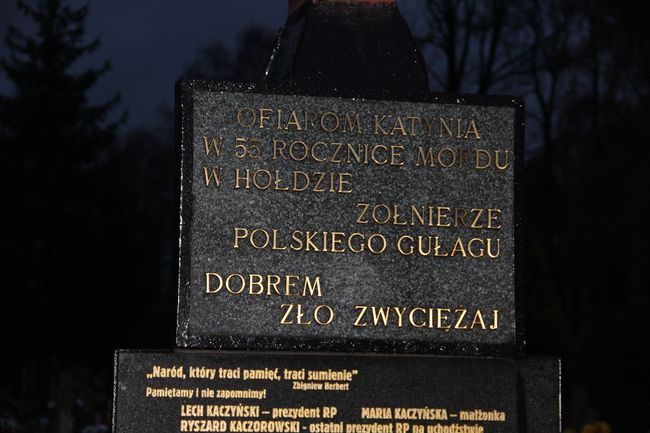 OFIAROM KATYNIA
W 55 ROCZNICĘ MORDU
W HOŁDZIE
ŻOŁNIERZE
POLSKIEGO GUŁAGU
DOBREM
ZŁO ZWYCIĘŻAJ
„Naród, który traci pamięć, traci sumienie”
Zbigniew Herbert
Pamiętamy i nie zapomnimy!
LECH KACZYŃSKI – prezydent RP MARIA KACZYŃSKA – małżonka
RYSZARD KACZOROWSKI - ostatni prezydent RP na uchodźstwie